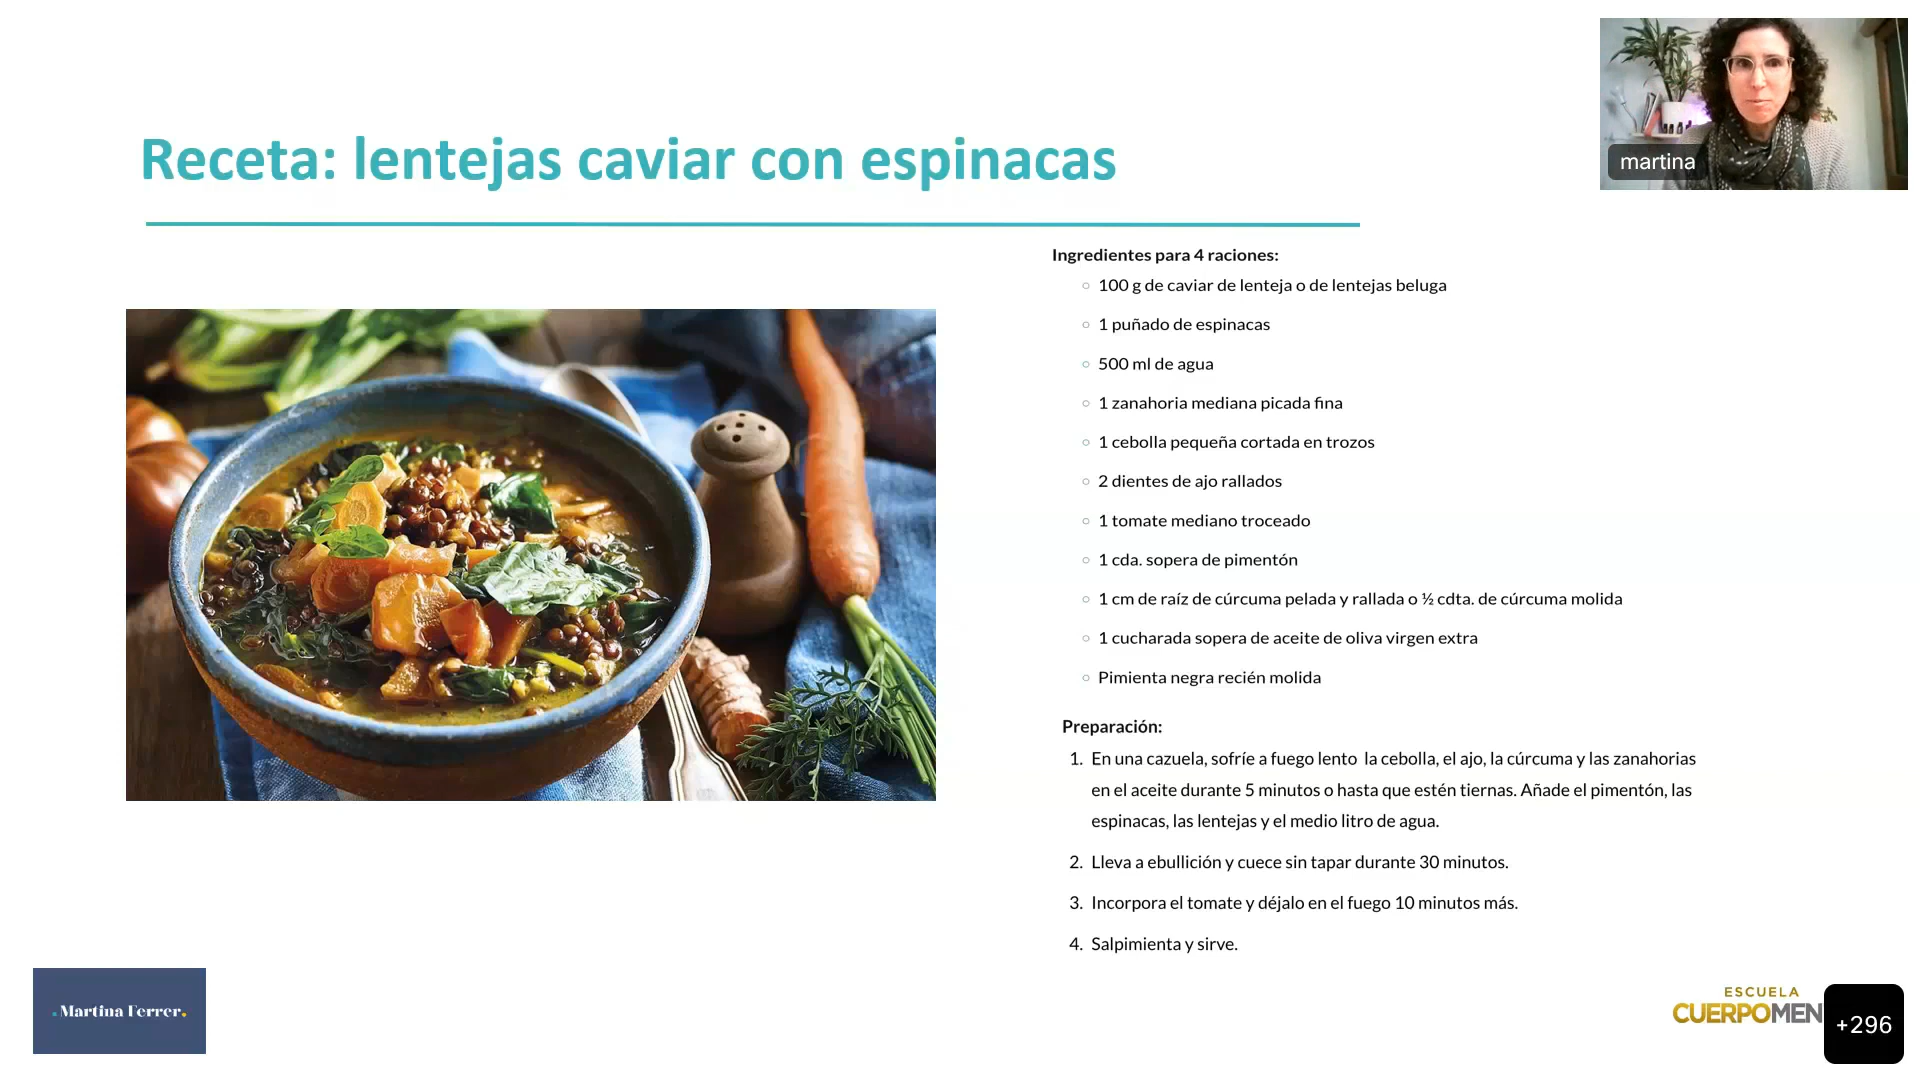 martina
Receta: lentejas caviar con espinacas
Ingredientes para 4 raciones:
100 g de caviar de lenteja o de lentejas beluga
1 puñado de espinacas
500 ml de agua
1 zanahoria mediana picada fina
1 cebolla pequeña cortada en trozos
2 dientes de ajo rallados
1 tomate mediano troceado
1 cda. sopera de pimentón
1 cm de raíz de cúrcuma pelada y rallada o ½ cdta. de cúrcuma molida
1 cucharada sopera de aceite de oliva virgen extra
Pimienta negra recién molida
Preparación:
1. En una cazuela, sofríe a fuego lento la cebolla, el ajo, la cúrcuma y las zanahorias
en el aceite durante 5 minutos o hasta que estén tiernas. Añade el pimentón, las
espinacas, las lentejas y el medio litro de agua.
2. Lleva a ebullición y cuece sin tapar durante 30 minutos.
3. Incorpora el tomate y déjalo en el fuego 10 minutos más.
4. Salpimienta y sirve.
.Martina Ferrer.
ESCUELA
CUERPOMEN
+296